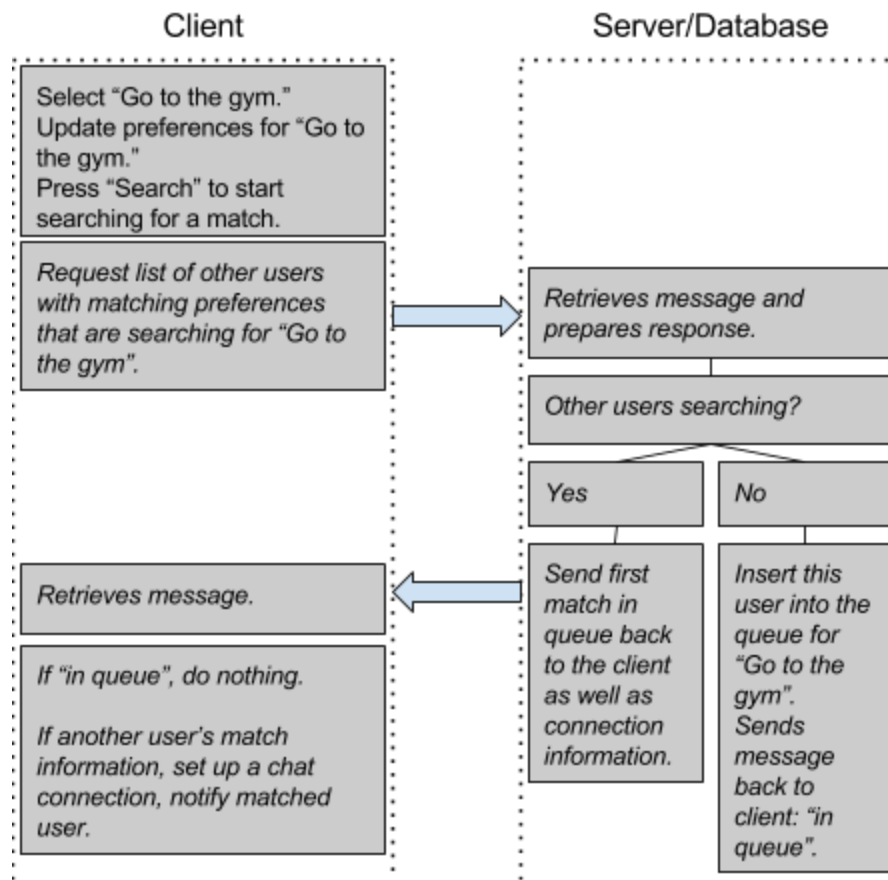 Client
Server/Database
Select “Go to the gym.”
Update preferences for “Go to
the gym.”
Press “Search” to start
searching for a match.
Request list of other users
with matching preferences
that are searching for “Go to
the gym”.
Retrieves message and
prepares response.
Other users searching?
Yes
No
Send first
match in
queue back
to the client
as well as
connection
information.
Insert this
user into the
queue for
“Go to the
gym”.
Sends
message
back to
client: “in
queue”.
Retrieves message.
If “in queue”, do nothing.
If another user’s match
information, set up a chat
connection, notify matched
user.